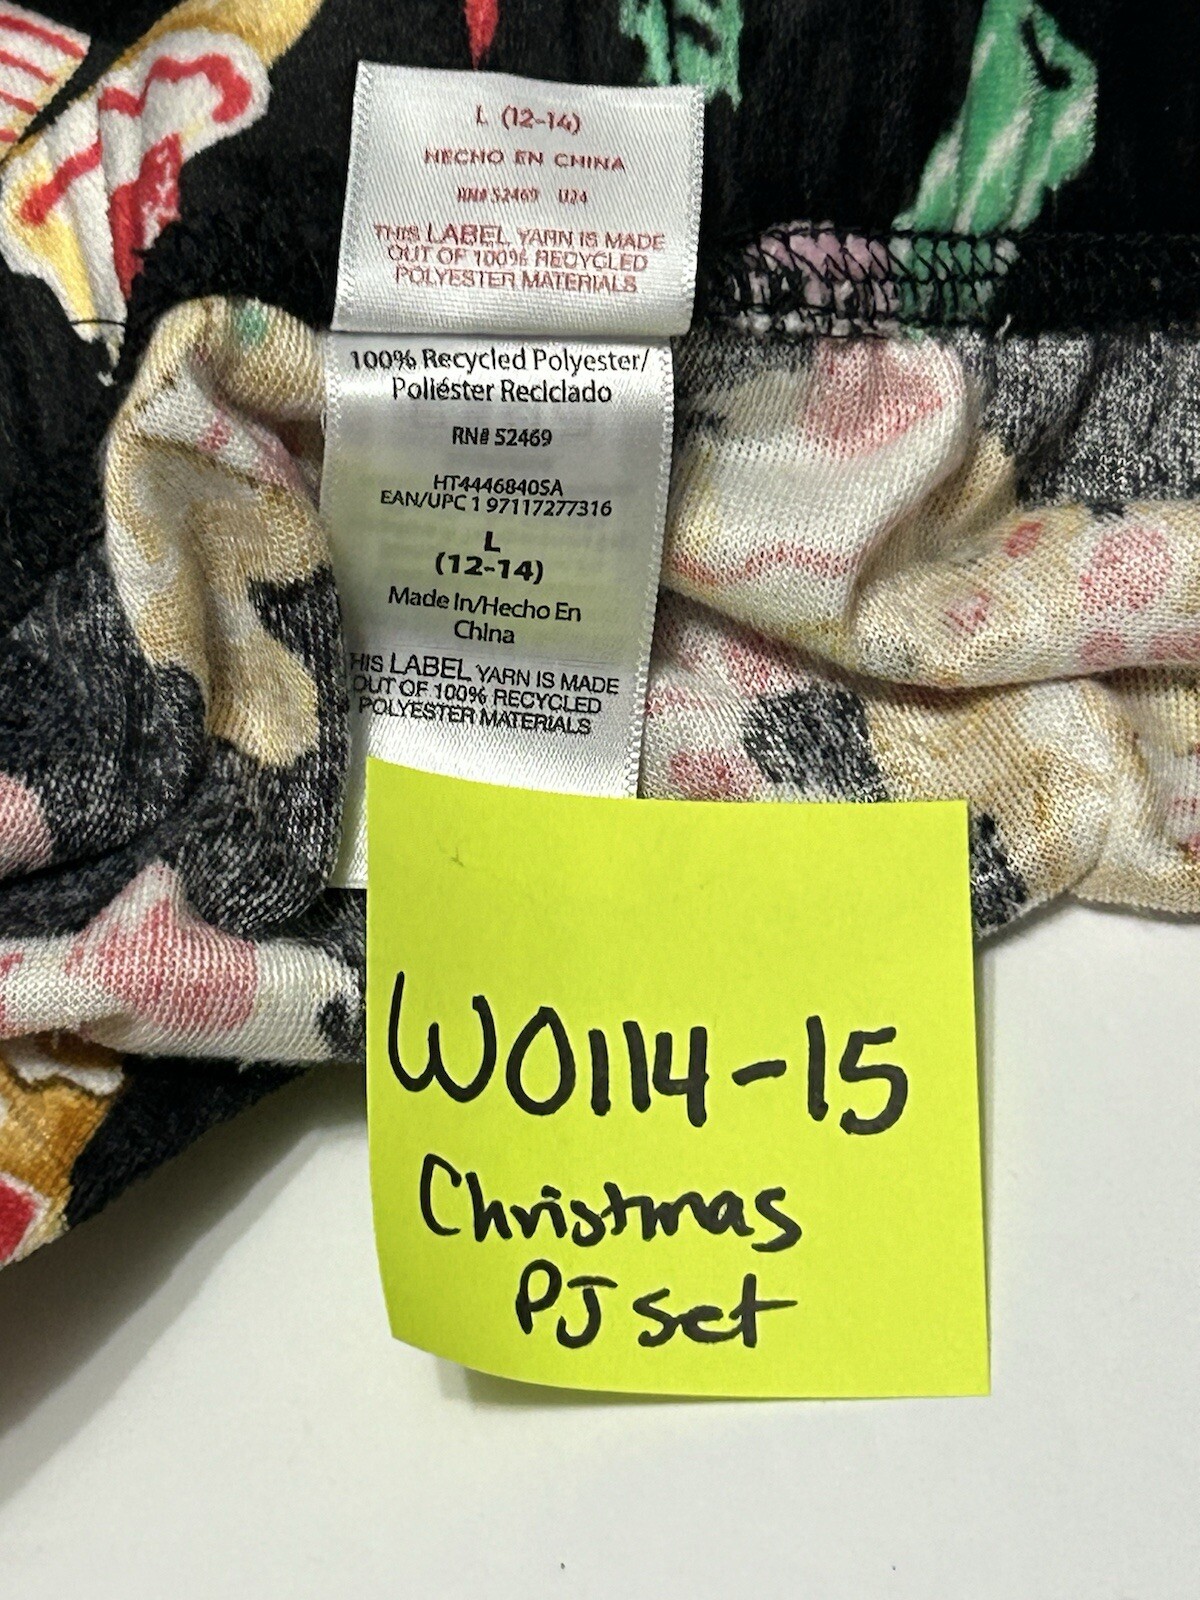 L (12-14)
HECHO EN CHINA
RN# 52469 U24
THIS LABEL YARN IS MADE
OUT OF 100% RECYCLED
POLYESTER MATERIALS
100% Recycled Polyester/
Poliéster Reciclado
RN# 52469
HT4446840SA
EAN/UPC 1 97117277316
L
(12-14)
Made In/Hecho En
China
HIS LABEL YARN IS MADE
OUT OF 100% RECYCLED
POLYESTER MATERIALS
W0114-15
Christmas
PJ set